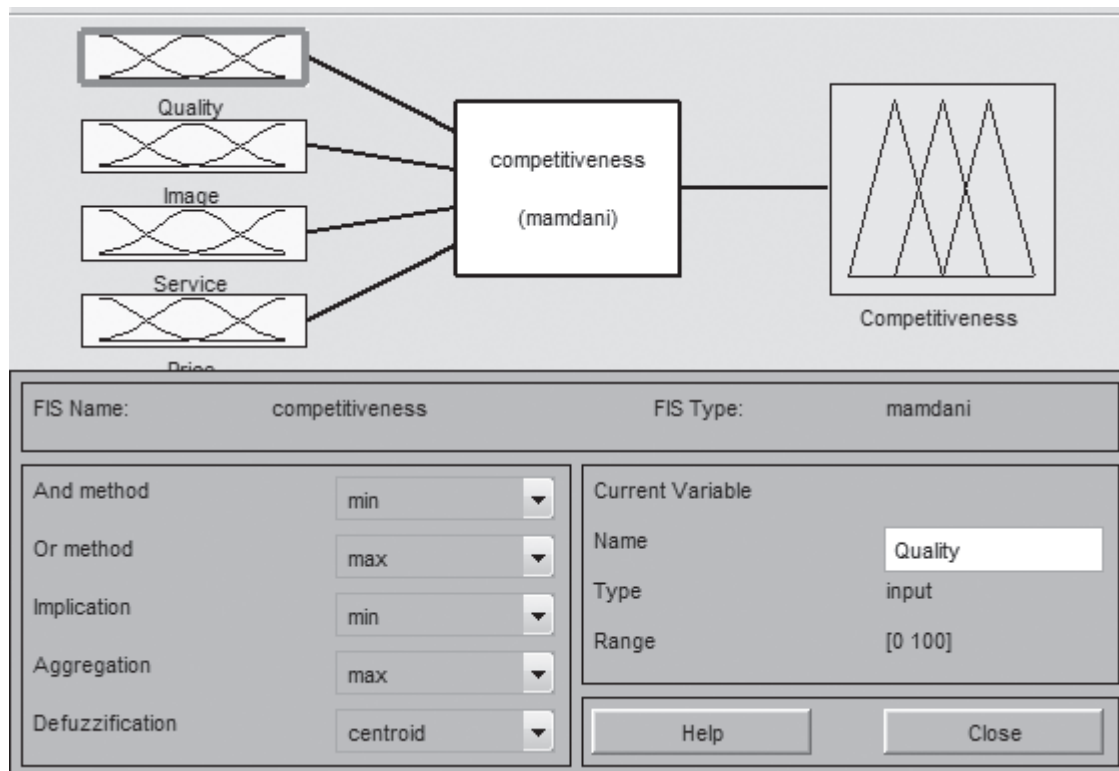 Quality
Image
Service
Price
competitiveness
(mamdani)
Competitiveness
FIS Name: competitiveness FIS Type: mamdani
And method min
Or method max
Implication min
Aggregation max
Defuzzification centroid
Current Variable
Name Quality
Type input
Range [0 100]
Help Close